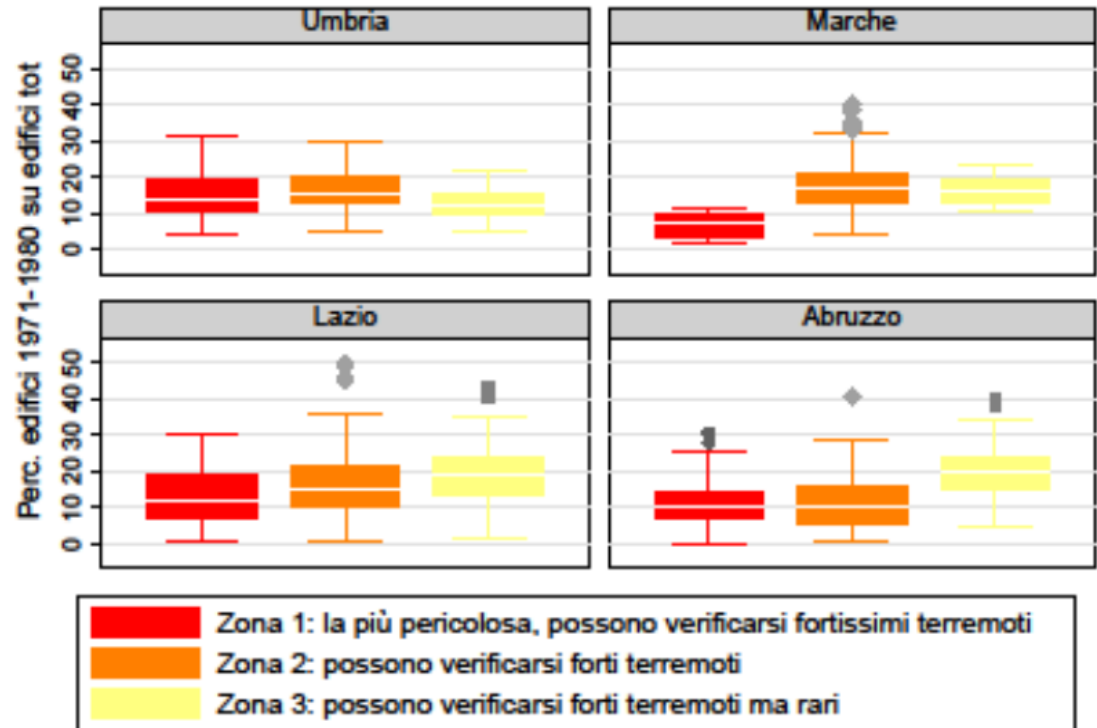 Umbria
Marche
Perc. edifici 1971-1980 su edifici tot
50
40
30
20
10
0
Lazio
Abruzzo
50
40
30
20
10
0
Zona 1: la più pericolosa, possono verificarsi fortissimi terremoti
Zona 2: possono verificarsi forti terremoti
Zona 3: possono verificarsi forti terremoti ma rari